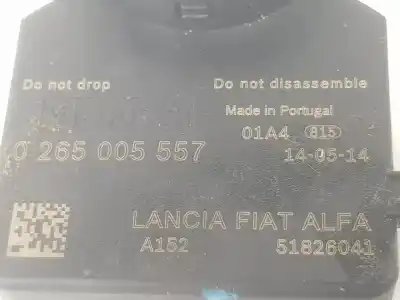 Do not drop
Do not disassemble
Made in Portugal
01A4 815
0 265 005 557
14-05-14
LANCIA FIAT ALFA
A152
51826041